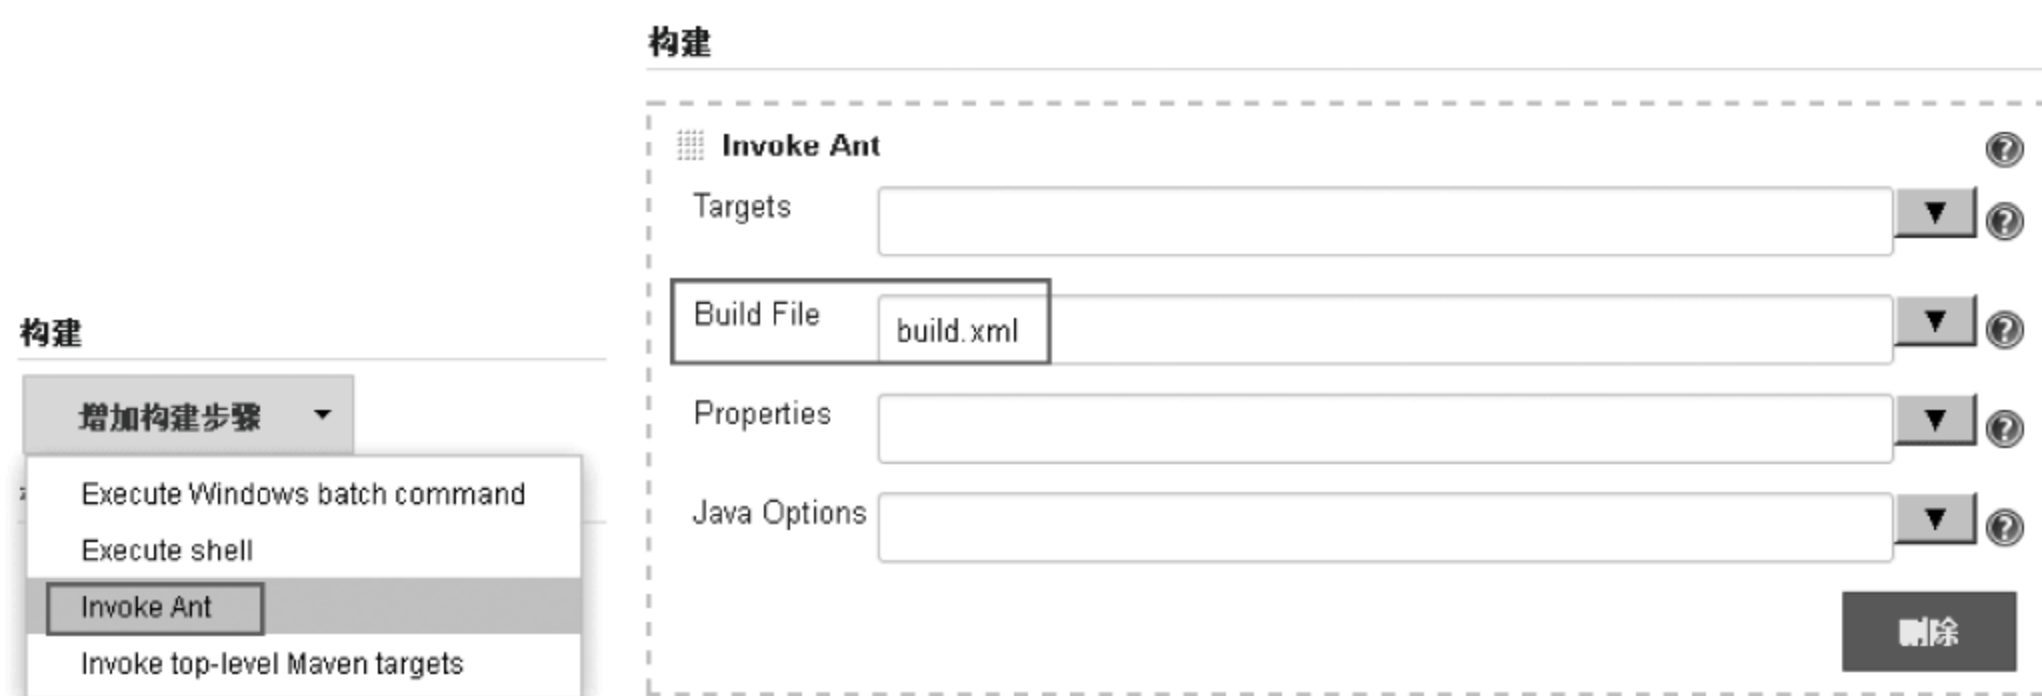 构建
增加构建步骤
Execute Windows batch command
Execute shell
Invoke Ant
Invoke top-level Maven targets
构建
Invoke Ant
Targets
Build File
build.xml
Properties
Java Options
删除